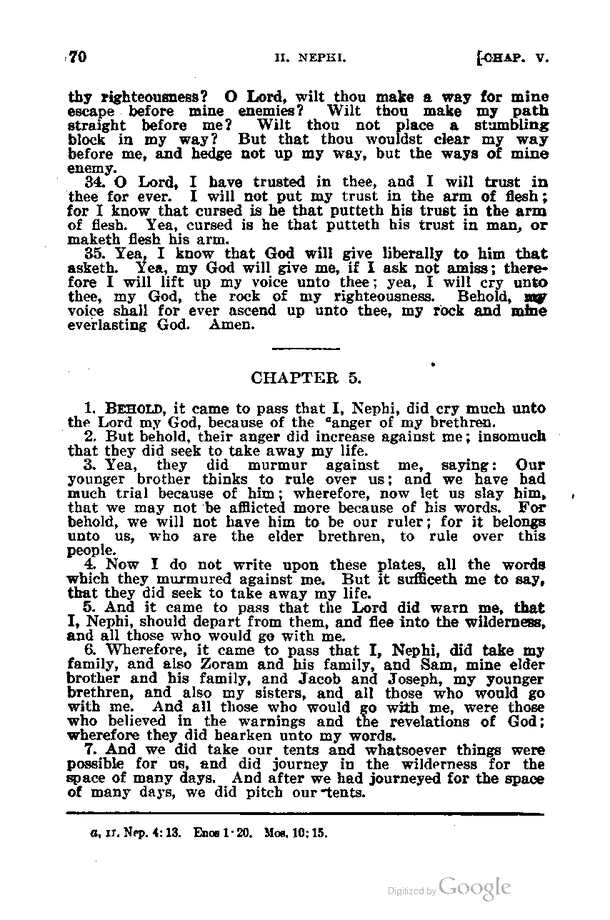 70 II. NEPHI. [CHAP. V.
thy righteousness? O Lord, wilt thou make a way for mine
escape before mine enemies? Wilt thou make my path
straight before me? Wilt thou not place a stumbling
block in my way? But that thou wouldst clear my way
before me, and hedge not up my way, but the ways of mine
enemy.
34. O Lord, I have trusted in thee, and I will trust in
thee for ever. I will not put my trust in the arm of flesh;
for I know that cursed is he that putteth his trust in the arm
of flesh. Yea, cursed is he that putteth his trust in man, or
maketh flesh his arm.
35. Yea, I know that God will give liberally to him that
asketh. Yea, my God will give me, if I ask not amiss; there-
fore I will lift up my voice unto thee; yea, I will cry unto
thee, my God, the rock of my righteousness. Behold, my
voice shall for ever ascend up unto thee, my rock and mine
everlasting God. Amen.
CHAPTER 5.
1. BEHOLD, it came to pass that I, Nephi, did cry much unto
the Lord my God, because of the ᵃanger of my brethren.
2. But behold, their anger did increase against me; insomuch
that they did seek to take away my life.
3. Yea, they did murmur against me, saying: Our
younger brother thinks to rule over us; and we have had
much trial because of him; wherefore, now let us slay him,
that we may not be afflicted more because of his words. For
behold, we will not have him to be our ruler; for it belongs
unto us, who are the elder brethren, to rule over this
people.
4. Now I do not write upon these plates, all the words
which they murmured against me. But it sufficeth me to say,
that they did seek to take away my life.
5. And it came to pass that the Lord did warn me, that
I, Nephi, should depart from them, and flee into the wilderness,
and all those who would go with me.
6. Wherefore, it came to pass that I, Nephi, did take my
family, and also Zoram and his family, and Sam, mine elder
brother and his family, and Jacob and Joseph, my younger
brethren, and also my sisters, and all those who would go
with me. And all those who would go with me, were those
who believed in the warnings and the revelations of God;
wherefore they did hearken unto my words.
7. And we did take our tents and whatsoever things were
possible for us, and did journey in the wilderness for the
space of many days. And after we had journeyed for the space
of many days, we did pitch our tents.
a, II. Nep. 4:13. Enos 1:20. Mos. 10:15.
Digitized by Google